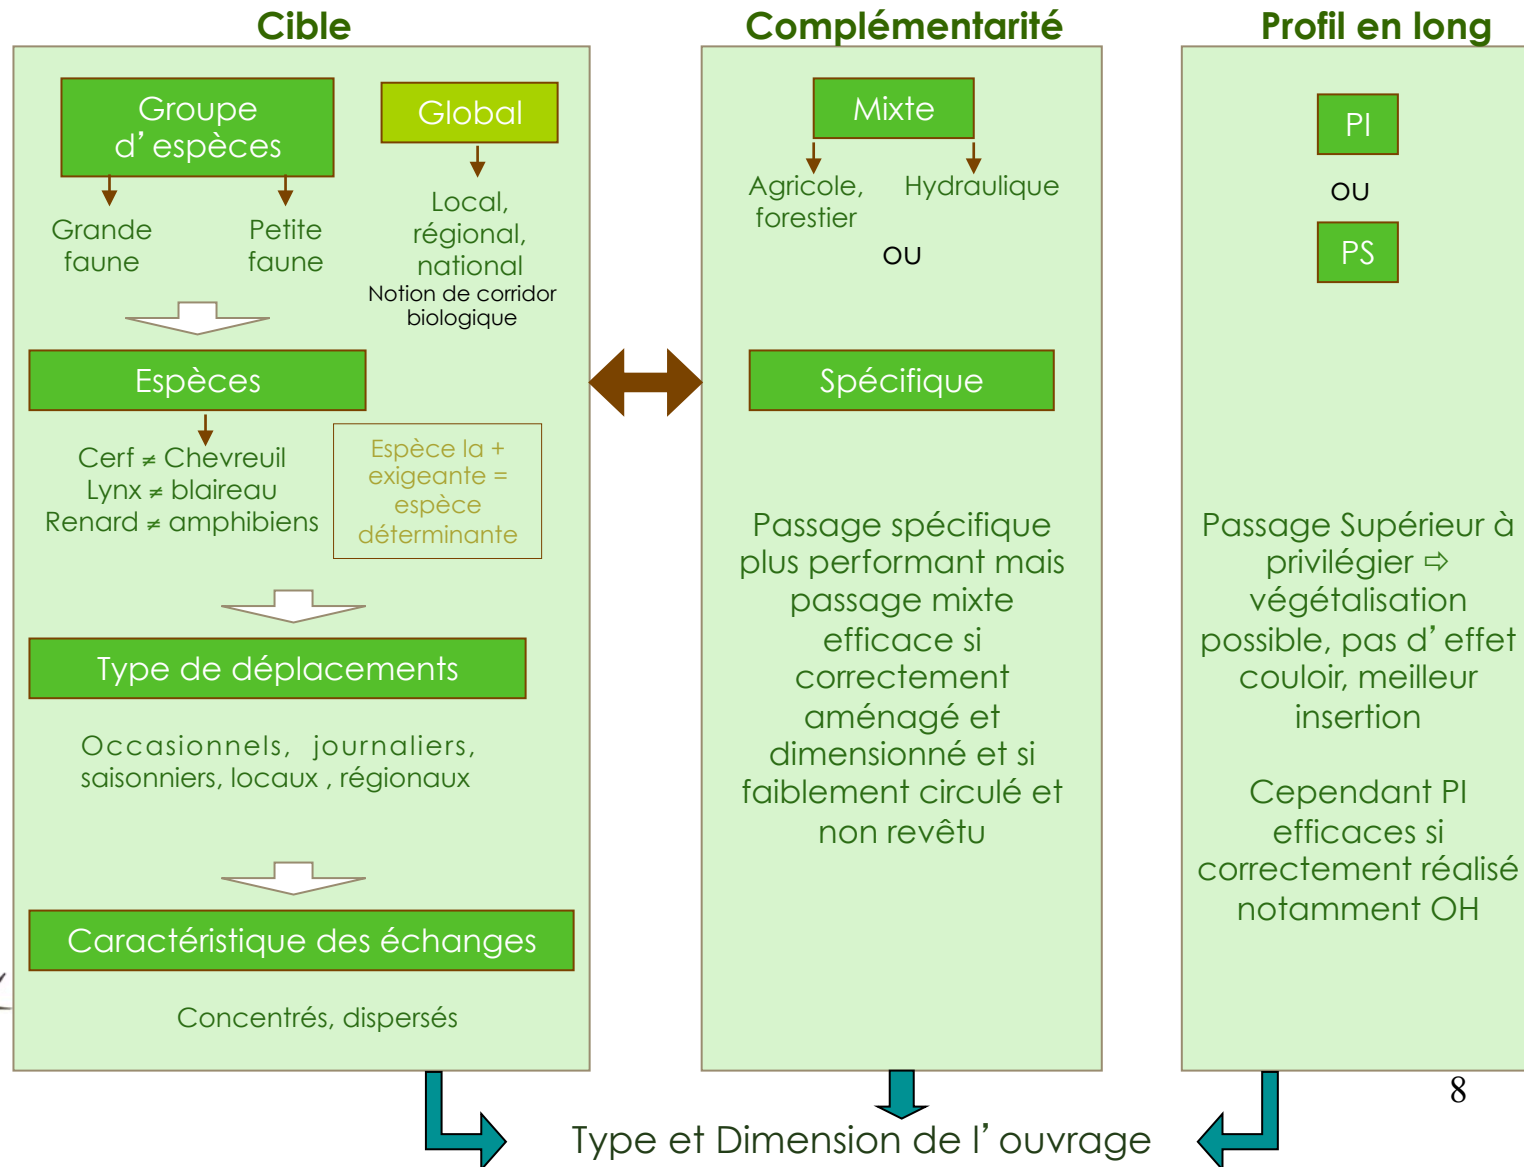 Cible
Groupe
d’espèces
Global
Grande
faune
Petite
faune
Local,
régional,
national
Notion de corridor
biologique
Espèces
Cerf ≠ Chevreuil
Lynx ≠ blaireau
Renard ≠ amphibiens
Espèce la +
exigeante =
espèce
déterminante
Type de déplacements
Occasionnels, journaliers,
saisonniers, locaux , régionaux
Caractéristique des échanges
Concentrés, dispersés
Complémentarité
Mixte
Agricole,
forestier
Hydraulique
OU
Spécifique
Passage spécifique
plus performant mais
passage mixte
efficace si
correctement
aménagé et
dimensionné et si
faiblement circulé et
non revêtu
Profil en long
PI
OU
PS
Passage Supérieur à
privilégier ⇨
végétalisation
possible, pas d’effet
couloir, meilleur
insertion
Cependant PI
efficaces si
correctement réalisé
notamment OH
8
Type et Dimension de l’ouvrage